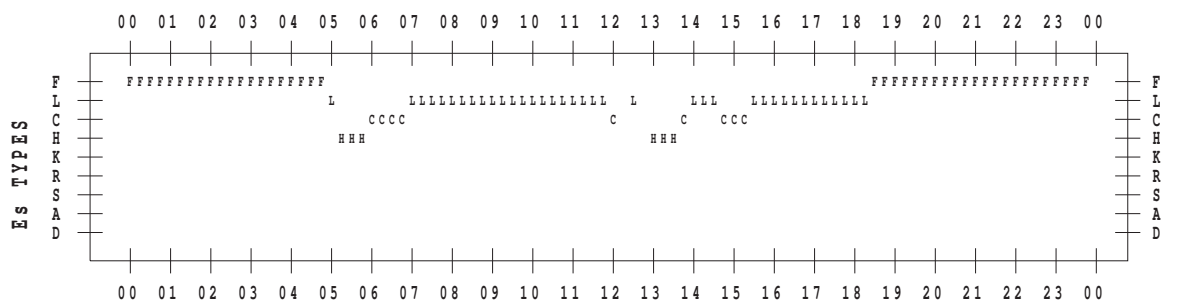 00 01 02 03 04 05 06 07 08 09 10 11 12 13 14 15 16 17 18 19 20 21 22 23 00
F FFFFFFFFFFFFFFFFFFFF FFFFFFFFFFFFFFFFFFFFFF F
L L LLLLLLLLLLLLLLLLLLLL L LLL LLLLLLLLLLLL L
C CCCC C C CCC C
H HHH HHH H
K K
R R
S S
A A
D D
Es TYPES
00 01 02 03 04 05 06 07 08 09 10 11 12 13 14 15 16 17 18 19 20 21 22 23 00